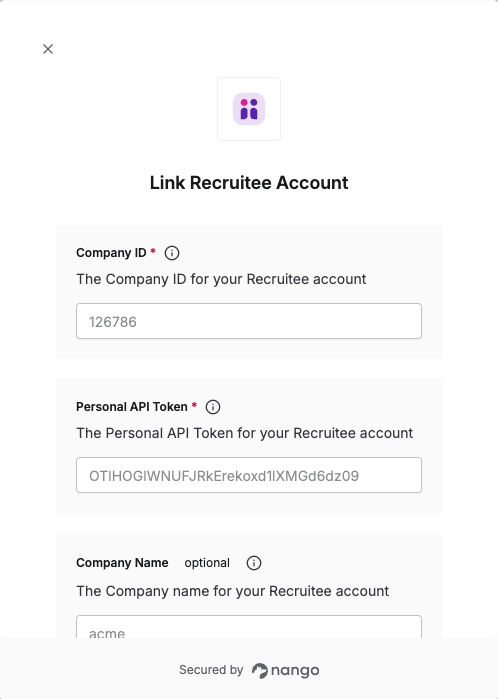 Link Recruitee Account
Company ID *
The Company ID for your Recruitee account
126786
Personal API Token *
The Personal API Token for your Recruitee account
OTlHOGlWNUFJRkErekoxd1lXMGd6dz09
Company Name optional
The Company name for your Recruitee account
acme
Secured by nango